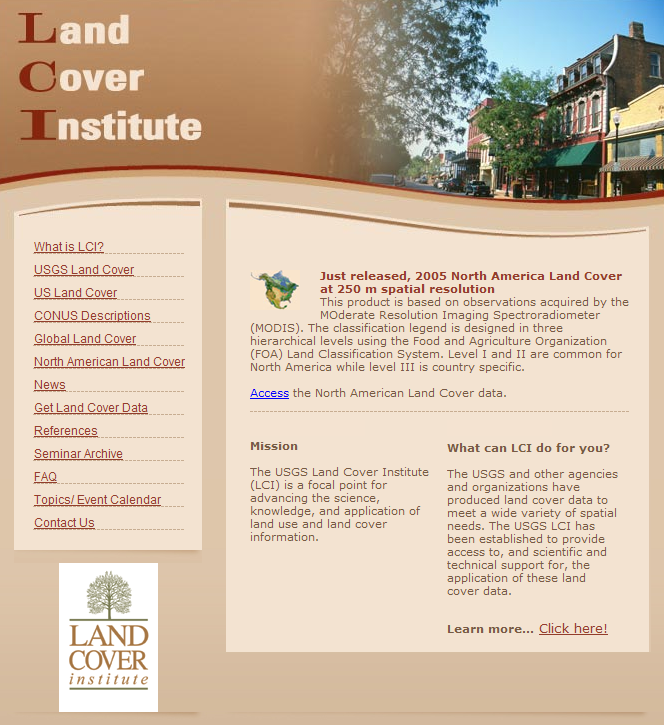 Land
Cover
Institute
What is LCI?
USGS Land Cover
US Land Cover
CONUS Descriptions
Global Land Cover
North American Land Cover
News
Get Land Cover Data
References
Seminar Archive
FAQ
Topics/ Event Calendar
Contact Us
LAND
COVER
institute
Just released, 2005 North America Land Cover
at 250 m spatial resolution
This product is based on observations acquired by the
MOderate Resolution Imaging Spectroradiometer
(MODIS). The classification legend is designed in three
hierarchical levels using the Food and Agriculture Organization
(FOA) Land Classification System. Level I and II are common for
North America while level III is country specific.
Access the North American Land Cover data.
Mission
The USGS Land Cover Institute
(LCI) is a focal point for
advancing the science,
knowledge, and application of
land use and land cover
information.
What can LCI do for you?
The USGS and other agencies
and organizations have
produced land cover data to
meet a wide variety of spatial
needs. The USGS LCI has
been established to provide
access to, and scientific and
technical support for, the
application of these land
cover data.
Learn more... Click here!